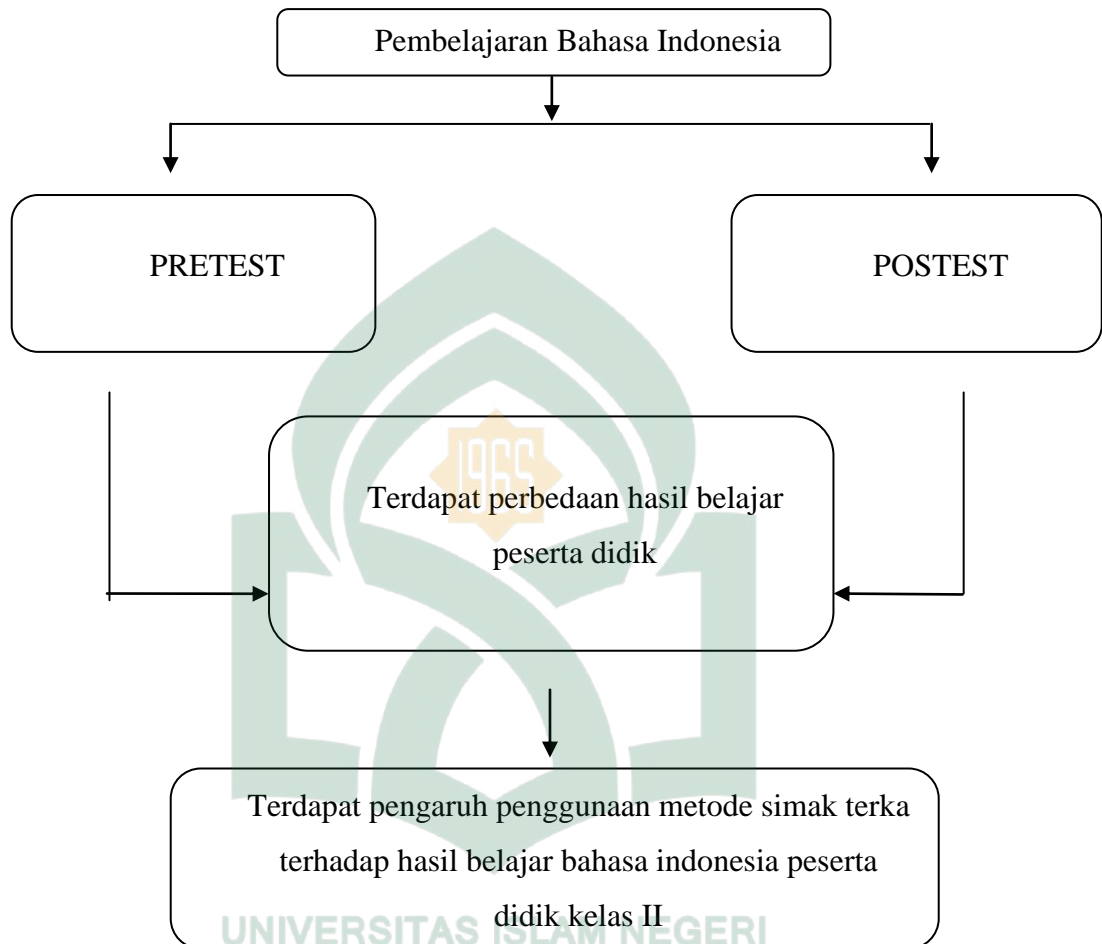 Pembelajaran Bahasa Indonesia
PRETEST
POSTEST
1965
Terdapat perbedaan hasil belajar
peserta didik
Terdapat pengaruh penggunaan metode simak terka
terhadap hasil belajar bahasa indonesia peserta
didik kelas II
UNIVERSITAS ISLAM NEGERI